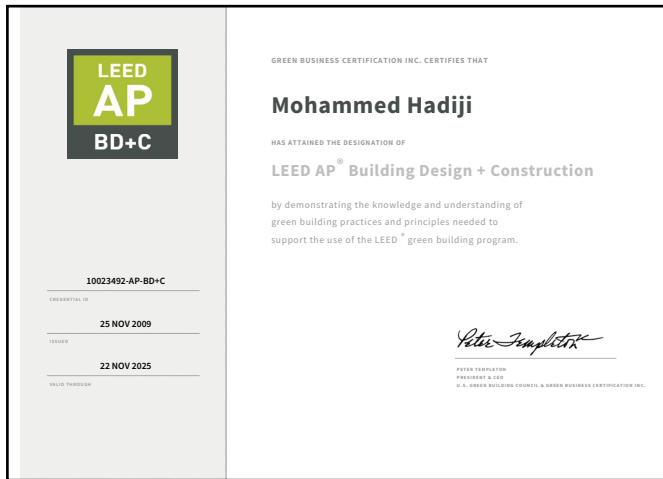 LEED
AP
BD+C
10023492-AP-BD+C
CREDENTIAL ID
25 NOV 2009
ISSUED
22 NOV 2025
VALID THROUGH
GREEN BUSINESS CERTIFICATION INC. CERTIFIES THAT
Mohammed Hadiji
HAS ATTAINED THE DESIGNATION OF
LEED AP® Building Design + Construction
by demonstrating the knowledge and understanding of
green building practices and principles needed to
support the use of the LEED ® green building program.
Peter Templeton
PETER TEMPLETON
PRESIDENT & CEO
U.S. GREEN BUILDING COUNCIL & GREEN BUSINESS CERTIFICATION INC.